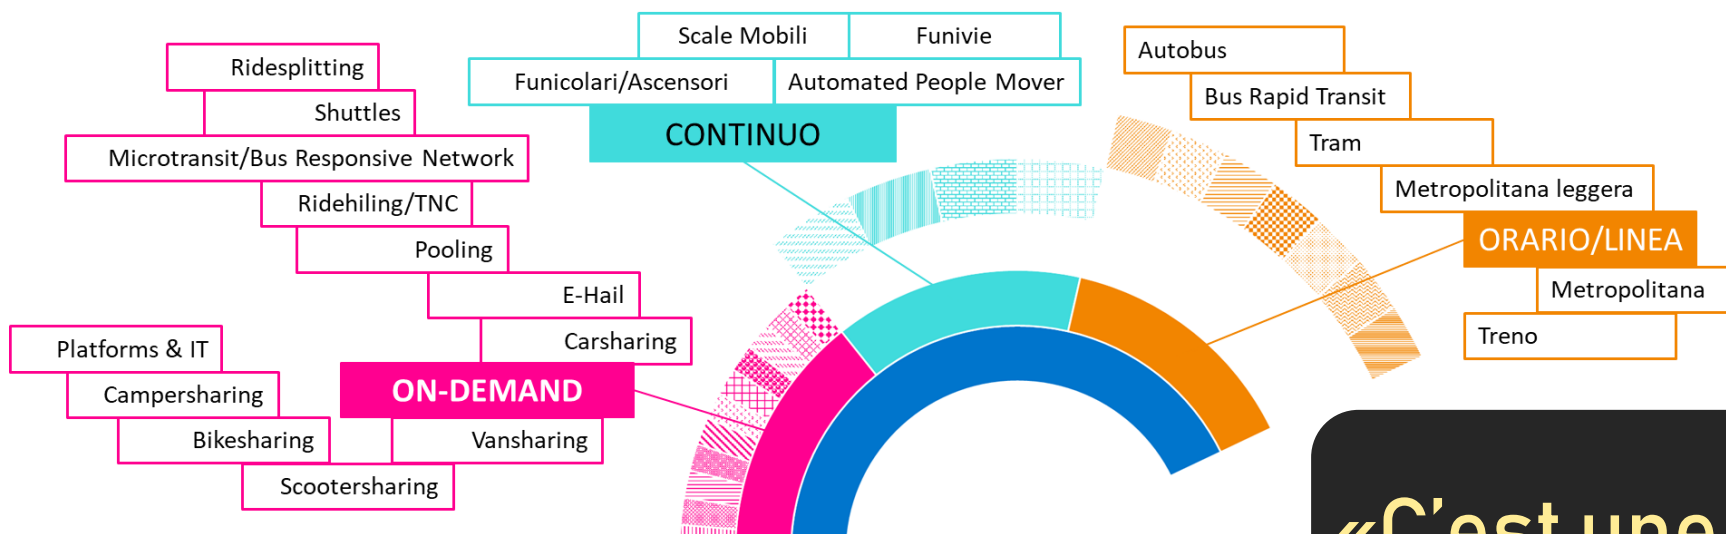 Scale Mobili
Funivie
Funicolari/Ascensori
Automated People Mover
CONTINUO
Ridesplitting
Shuttles
Microtransit/Bus Responsive Network
Ridehiling/TNC
Pooling
E-Hail
Carsharing
ON-DEMAND
Platforms & IT
Campersharing
Bikesharing
Vansharing
Scootersharing
Autobus
Bus Rapid Transit
Tram
Metropolitana leggera
ORARIO/LINEA
Metropolitana
Treno
«C’est une